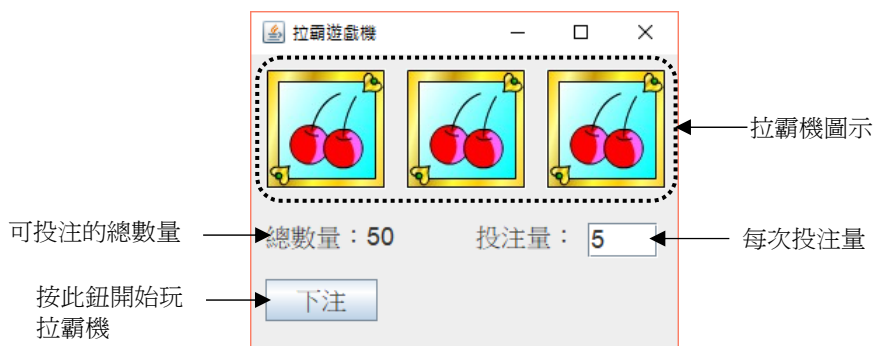 拉霸遊戲機
拉霸機圖示
可投注的總數量
總數量：50
投注量：
5
每次投注量
按此鈕開始玩
拉霸機
下注